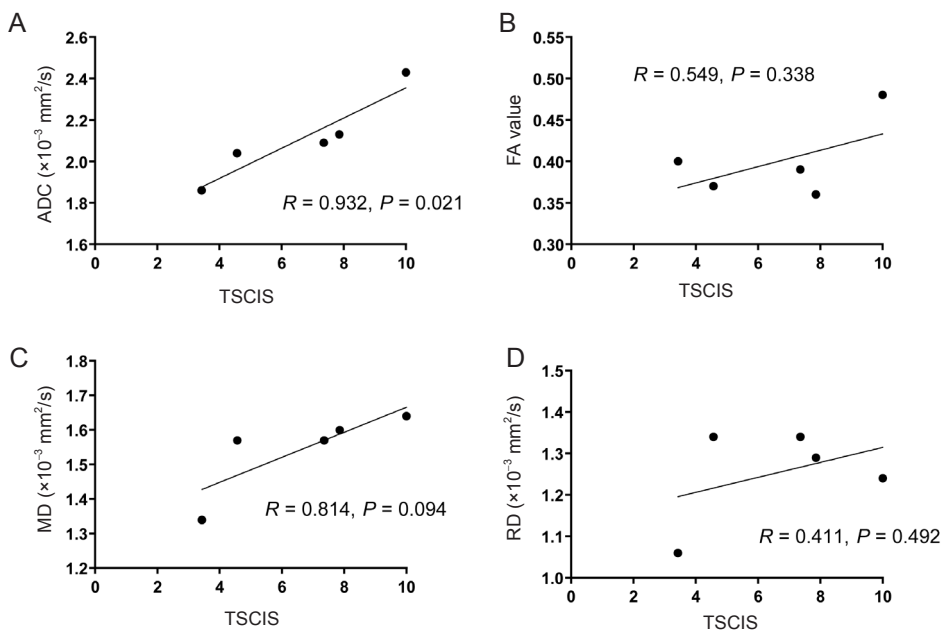 A
ADC (×10⁻³ mm²/s)
2.6
2.4
2.2
2.0
1.8
1.6
R = 0.932, P = 0.021
0 2 4 6 8 10
TSCIS
B
FA value
0.55
0.50
0.45
0.40
0.35
0.30
R = 0.549, P = 0.338
0 2 4 6 8 10
TSCIS
C
MD (×10⁻³ mm²/s)
1.8
1.7
1.6
1.5
1.4
1.3
1.2
R = 0.814, P = 0.094
0 2 4 6 8 10
TSCIS
D
RD (×10⁻³ mm²/s)
1.5
1.4
1.3
1.2
1.1
1.0
R = 0.411, P = 0.492
0 2 4 6 8 10
TSCIS